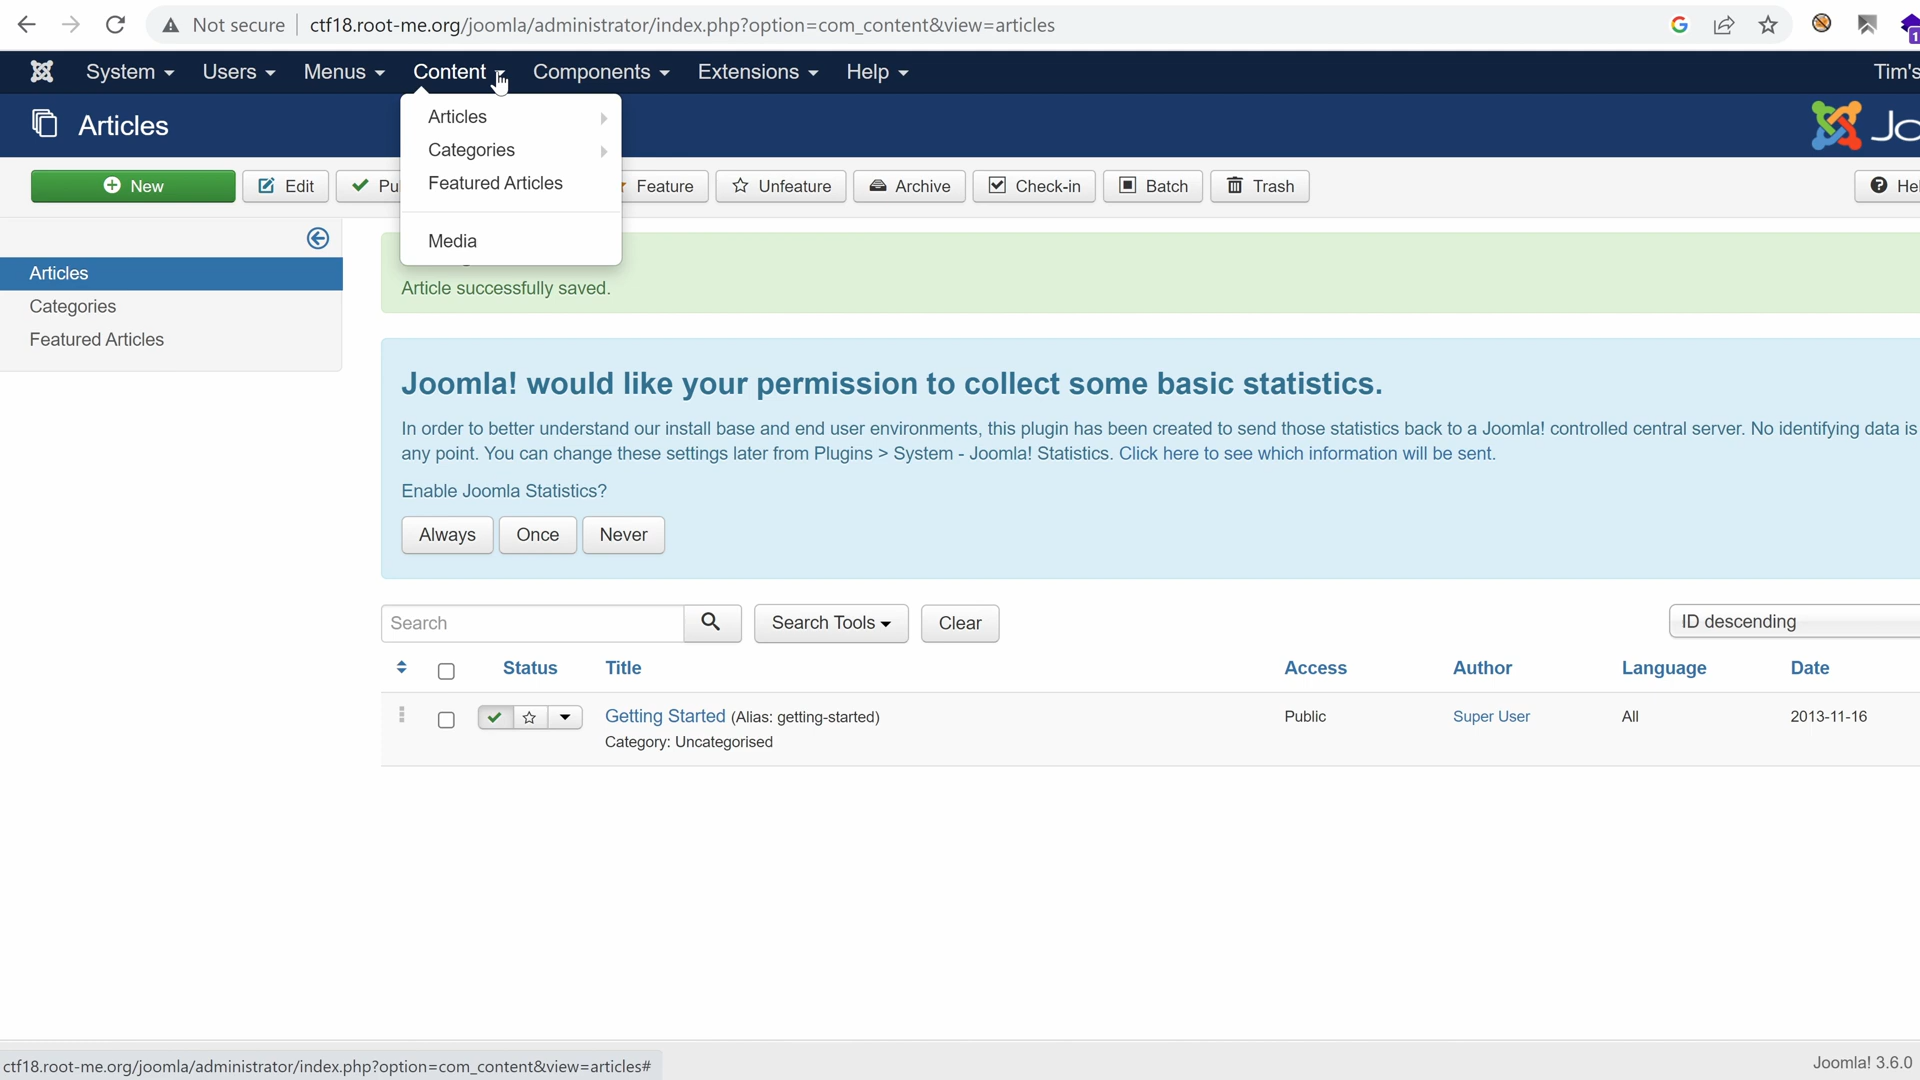 Not secure ctf18.root-me.org/joomla/administrator/index.php?option=com_content&view=articles
1
System Users Menus Content Components Extensions Help Tim's
Articles
Articles
Categories
Featured Articles
Media
New Edit Feature Unfeature Archive Check-in Batch Trash
Articles
Categories
Featured Articles
Article successfully saved.
Joomla! would like your permission to collect some basic statistics.
In order to better understand our install base and end user environments, this plugin has been created to send those statistics back to a Joomla! controlled central server. No identifying data is
any point. You can change these settings later from Plugins > System - Joomla! Statistics. Click here to see which information will be sent.
Enable Joomla Statistics?
Always Once Never
Search Search Tools Clear ID descending
Status Title Access Author Language Date
Getting Started (Alias: getting-started) Public Super User All 2013-11-16
Category: Uncategorised
ctf18.root-me.org/joomla/administrator/index.php?option=com_content&view=articles#
Joomla! 3.6.0